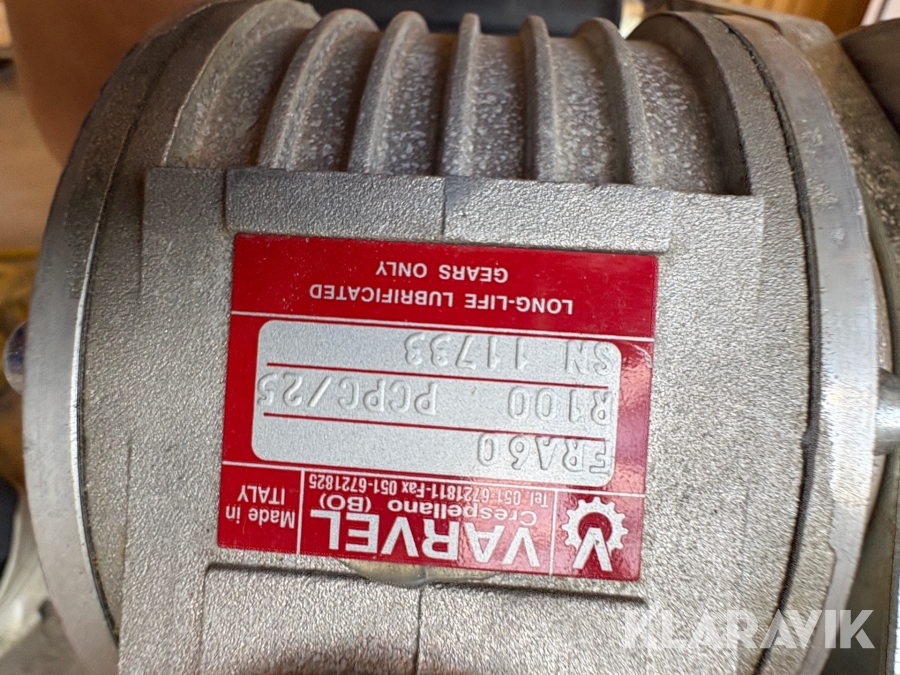 VARVEL
Crespellano (BO)
Tel. 051-6721811-Fax 051-6721825
Made in
ITALY
FRA60
R100 PCPC/25
SN 11733
LONG-LIFE LUBRIFICATED
GEARS ONLY
KLARAVIK